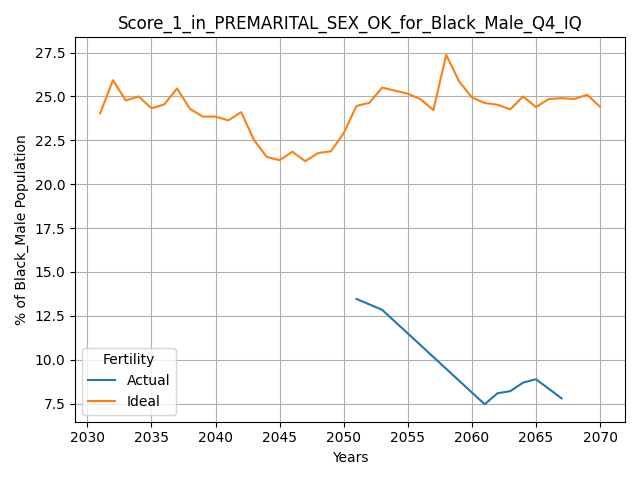 Score_1_in_PREMARITAL_SEX_OK_for_Black_Male_Q4_IQ
% of Black_Male Population
27.5
25.0
22.5
20.0
17.5
15.0
12.5
10.0
7.5
Fertility
Actual
Ideal
2030 2035 2040 2045 2050 2055 2060 2065 2070
Years